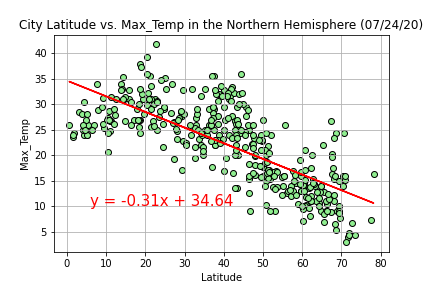 City Latitude vs. Max_Temp in the Northern Hemisphere (07/24/20)
Max_Temp
40
35
30
25
20
15
10
5
y = -0.31x + 34.64
0 10 20 30 40 50 60 70 80
Latitude